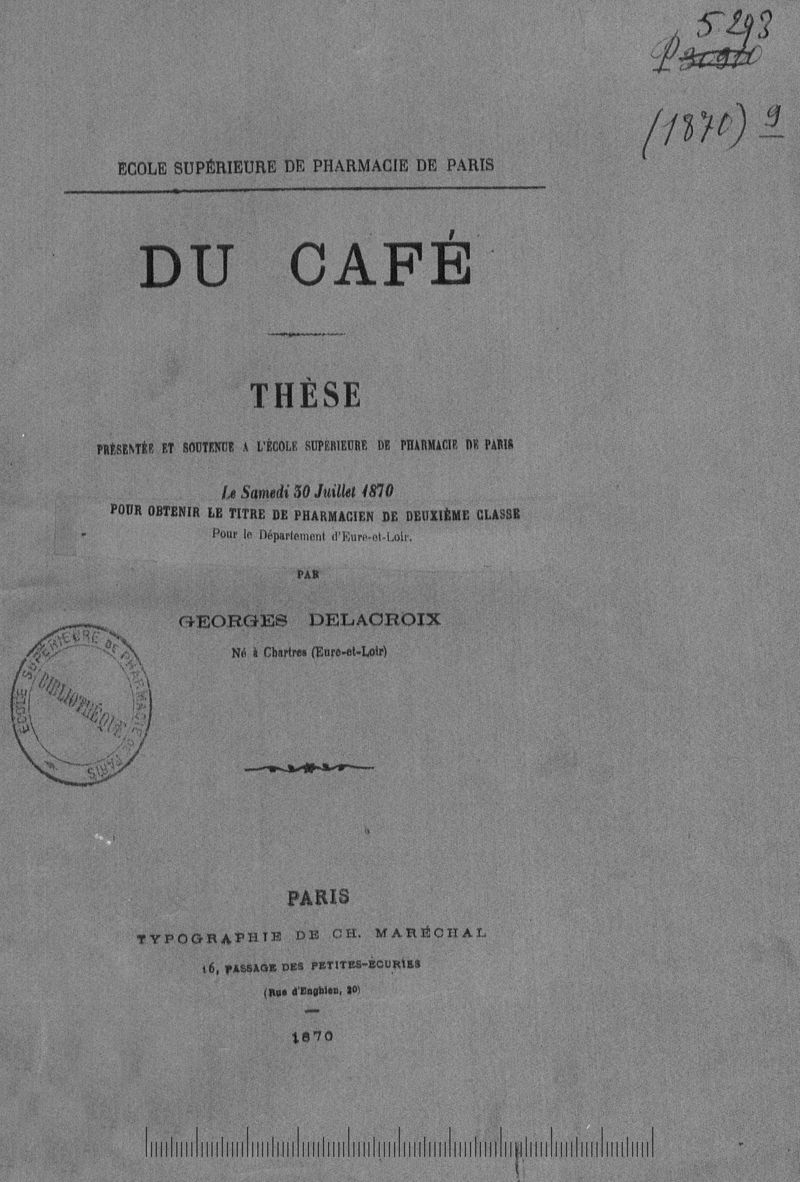 5293
P
(1870) 9
ECOLE SUPÉRIEURE DE PHARMACIE DE PARIS
DU CAFÉ
THÈSE
PRÉSENTÉE ET SOUTENUE A L'ÉCOLE SUPERIEURE DE PHARMACIE DE PARIS
Le Samedi 30 Juillet 1870
POUR OBTENIR LE TITRE DE PHARMACIEN DE DEUXIÈME CLASSE
Pour le Département d'Eure-et-Loir.
PAR
GEORGES DELACROIX
Né à Chartres (Eure-et-Loir)
ECOLE SUPÉRIEURE DE PHARMACIE DE PARIS
BIBLIOTHÈQUE
PARIS
TYPOGRAPHIE DE CH. MARÉCHAL
16, PASSAGE DES PETITES-ECURIES
(Rue d'Enghien, 20)
1870